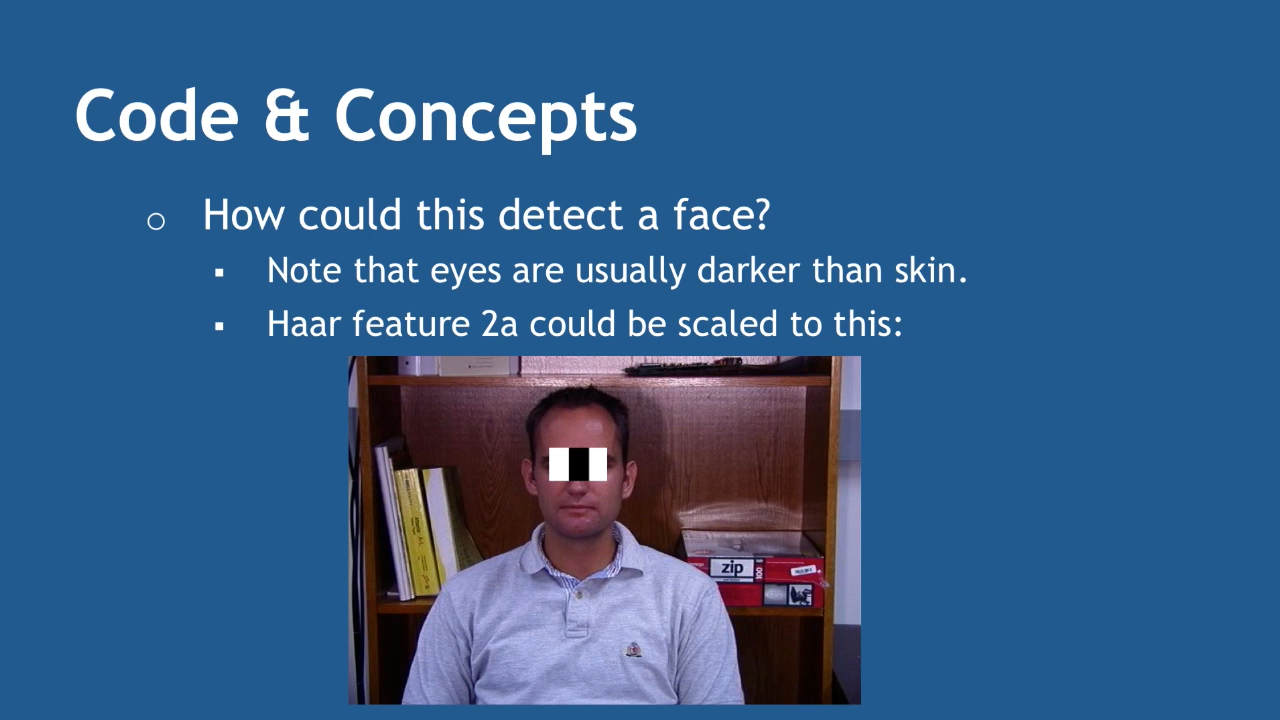 Code & Concepts
How could this detect a face?
Note that eyes are usually darker than skin.
Haar feature 2a could be scaled to this:
zip
100